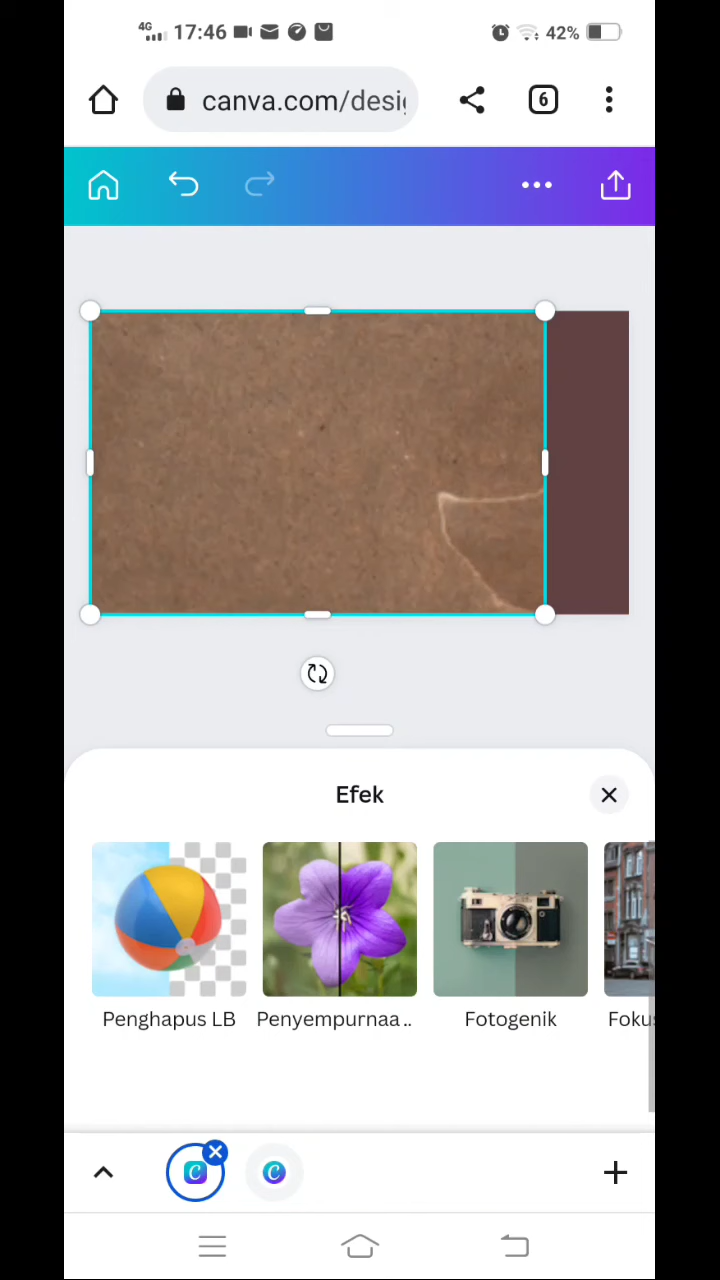 4G 17:46 42%
canva.com/desi
6
Efek
Penghapus LB
Penyempurnaa..
Fotogenik
Foku